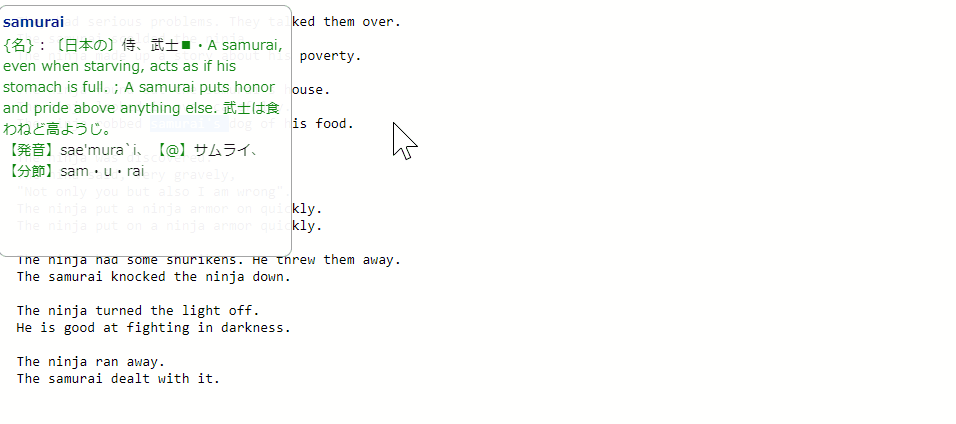 samurai
{名}：〔日本の〕侍、武士■・A samurai,
even when starving, acts as if his
stomach is full. ; A samurai puts honor
and pride above anything else. 武士は食
わねど高ようじ。
【発音】sae'mura`i、【@】サムライ、
【分節】sam・u・rai
serious problems. They talked them over.
his poverty.
house.
dog of his food.
gravely,
"Not only you but also I am wrong".
The ninja put a ninja armor on quickly.
The ninja put on a ninja armor quickly.
The ninja had some shurikens. He threw them away.
The samurai knocked the ninja down.
The ninja turned the light off.
He is good at fighting in darkness.
The ninja ran away.
The samurai dealt with it.